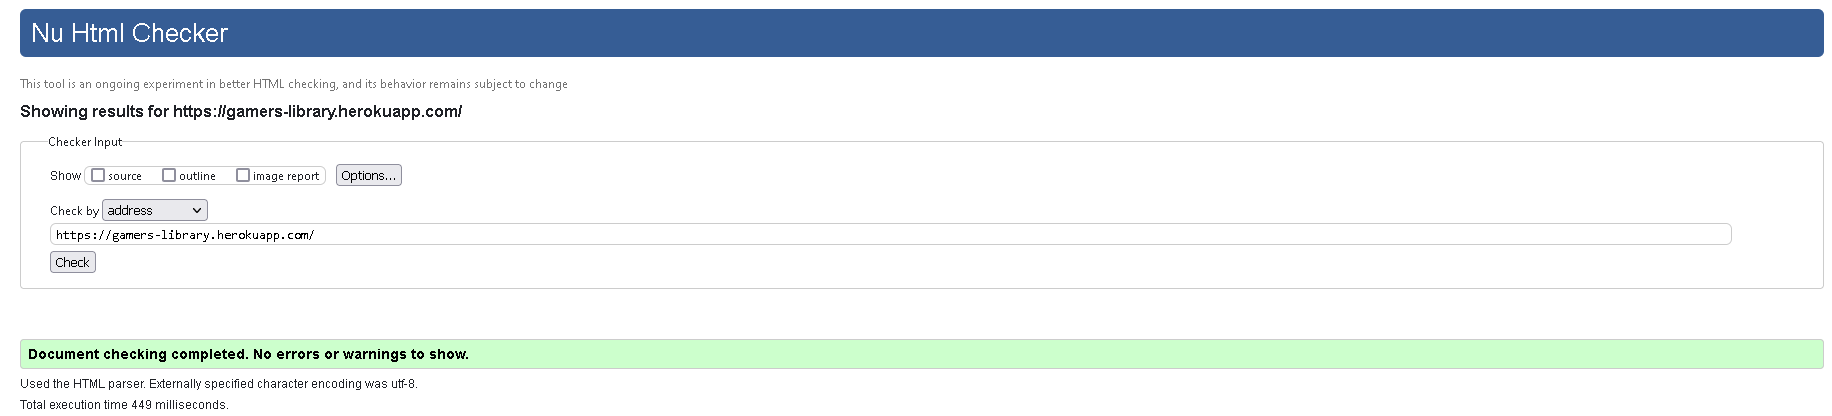 Nu Html Checker
This tool is an ongoing experiment in better HTML checking, and its behavior remains subject to change
Showing results for https://gamers-library.herokuapp.com/
Checker Input
Show source outline image report Options...
Check by address
https://gamers-library.herokuapp.com/
Check
Document checking completed. No errors or warnings to show.
Used the HTML parser. Externally specified character encoding was utf-8.
Total execution time 449 milliseconds.